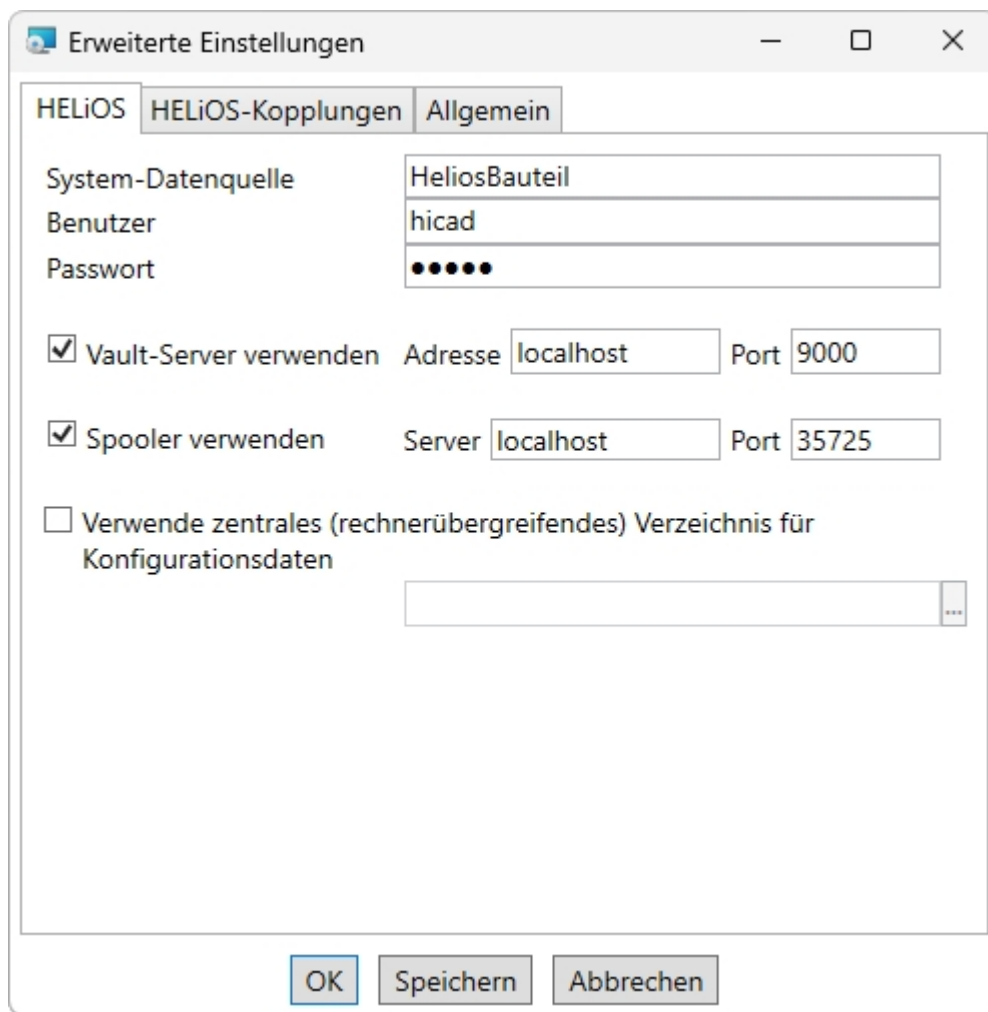 Erweiterte Einstellungen
HELiOS HELiOS-Kopplungen Allgemein
System-Datenquelle HeliosBauteil
Benutzer hicad
Passwort ●●●●●
Vault-Server verwenden Adresse localhost Port 9000
Spooler verwenden Server localhost Port 35725
Verwende zentrales (rechnerübergreifendes) Verzeichnis für
Konfigurationsdaten
...
OK Speichern Abbrechen